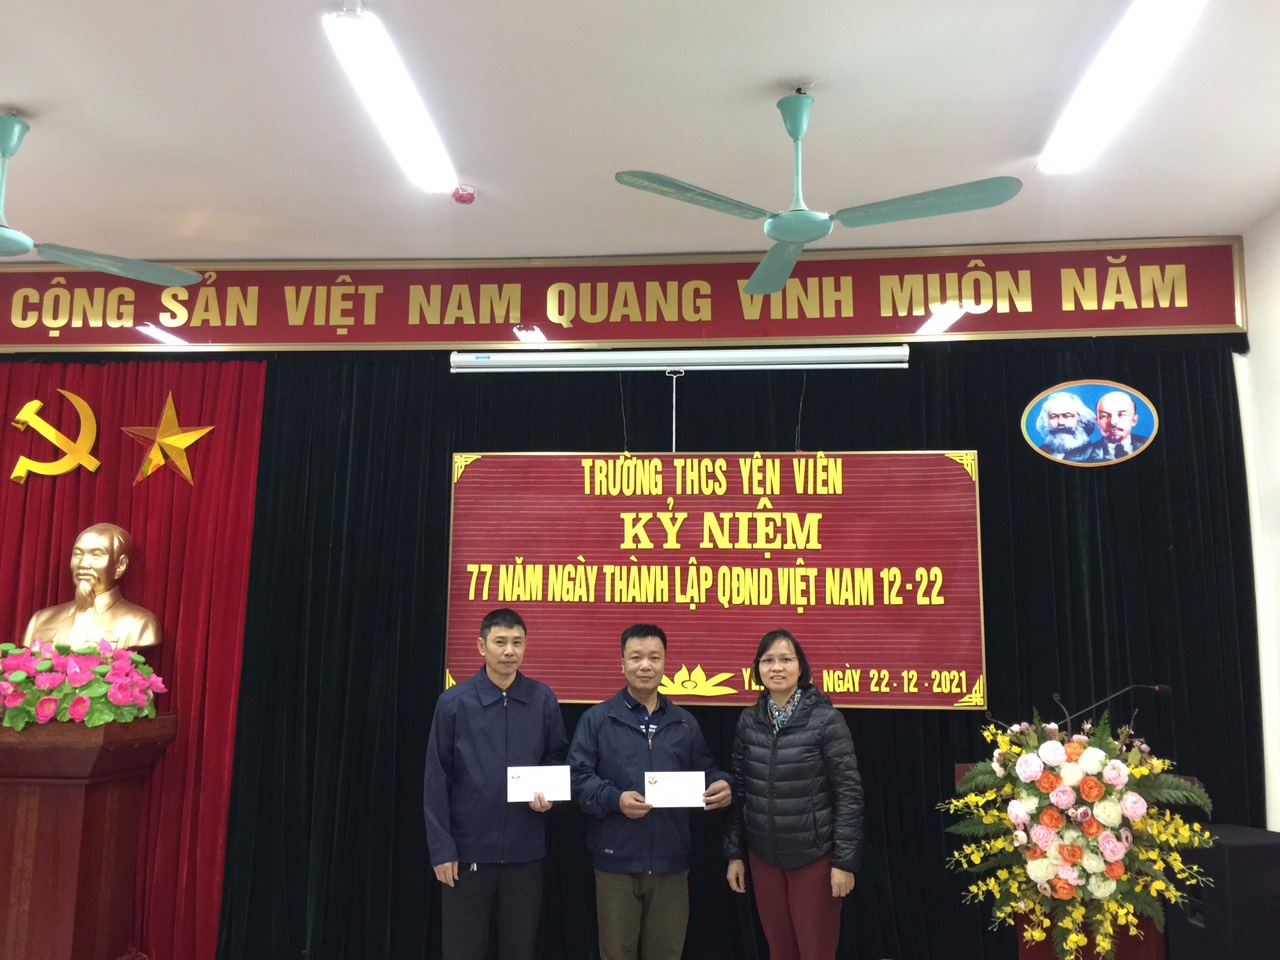 CỘNG SẢN VIỆT NAM QUANG VINH MUÔN NĂM
TRƯỜNG THCS YÊN VIÊN
KỶ NIỆM
77 NĂM NGÀY THÀNH LẬP QĐND VIỆT NAM 12-22
NGÀY 22-12-2021